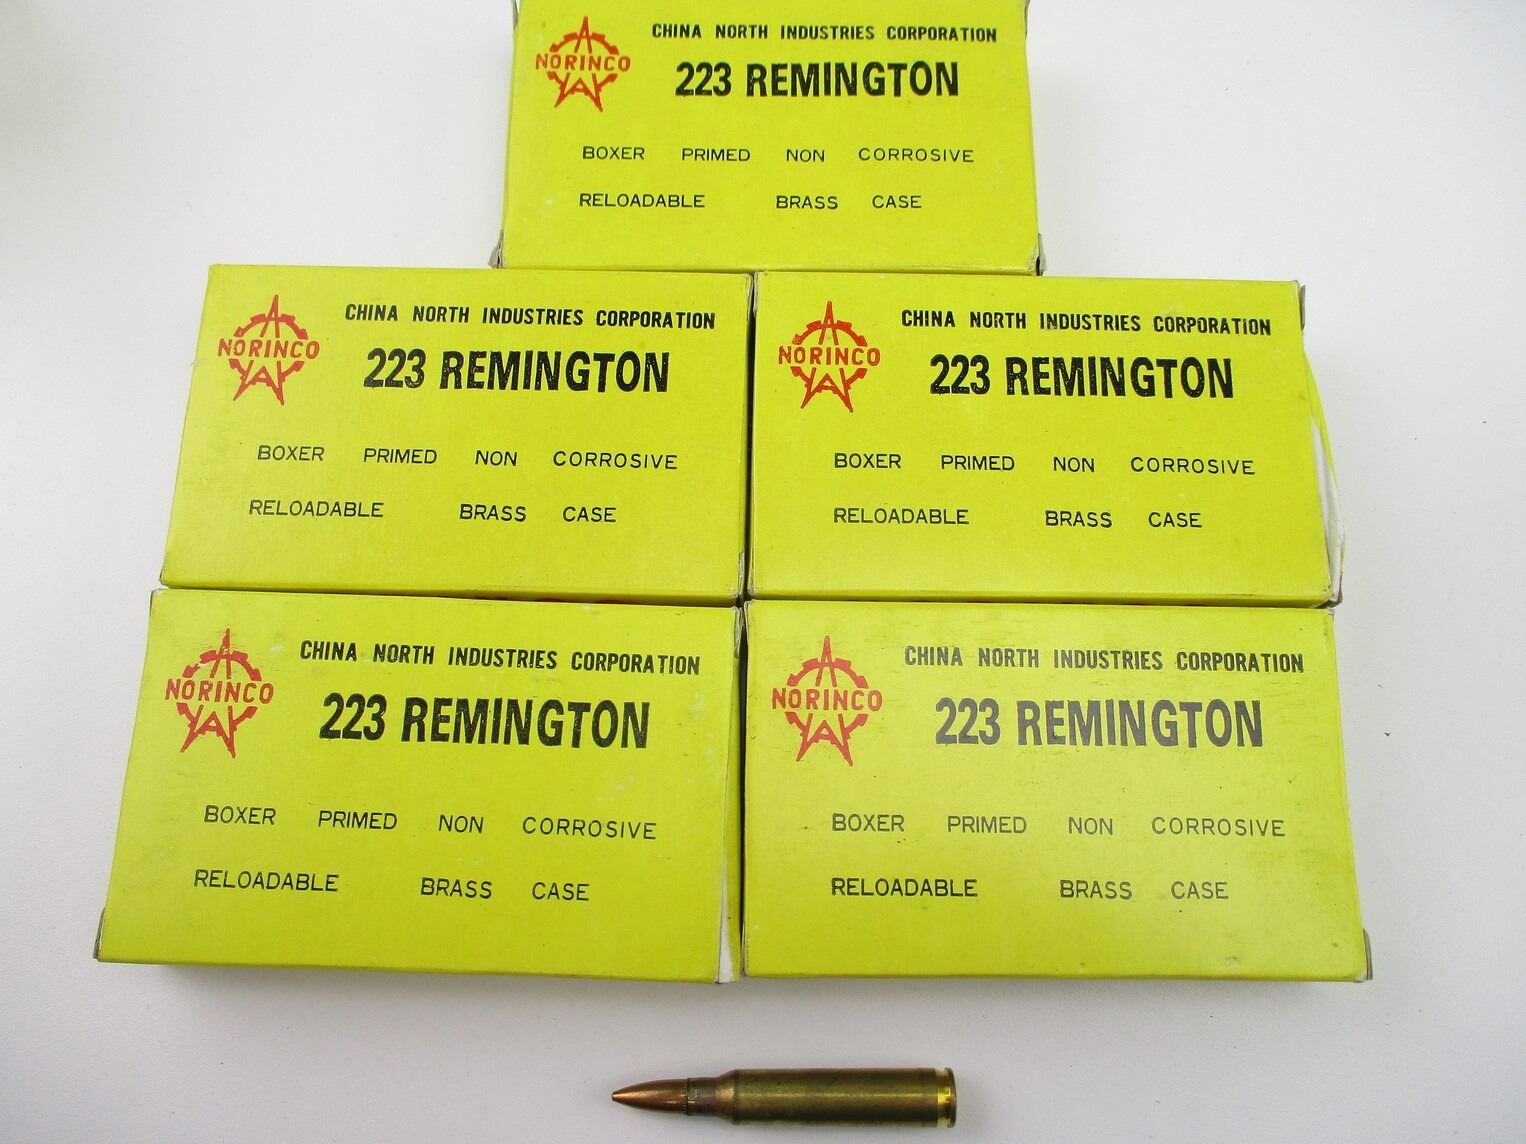 CHINA NORTH INDUSTRIES CORPORATION
NORINCO
223 REMINGTON
BOXER PRIMED NON CORROSIVE
RELOADABLE BRASS CASE
CHINA NORTH INDUSTRIES CORPORATION
NORINCO
223 REMINGTON
BOXER PRIMED NON CORROSIVE
RELOADABLE BRASS CASE
CHINA NORTH INDUSTRIES CORPORATION
NORINCO
223 REMINGTON
BOXER PRIMED NON CORROSIVE
RELOADABLE BRASS CASE
CHINA NORTH INDUSTRIES CORPORATION
NORINCO
223 REMINGTON
BOXER PRIMED NON CORROSIVE
RELOADABLE BRASS CASE
CHINA NORTH INDUSTRIES CORPORATION
NORINCO
223 REMINGTON
BOXER PRIMED NON CORROSIVE
RELOADABLE BRASS CASE